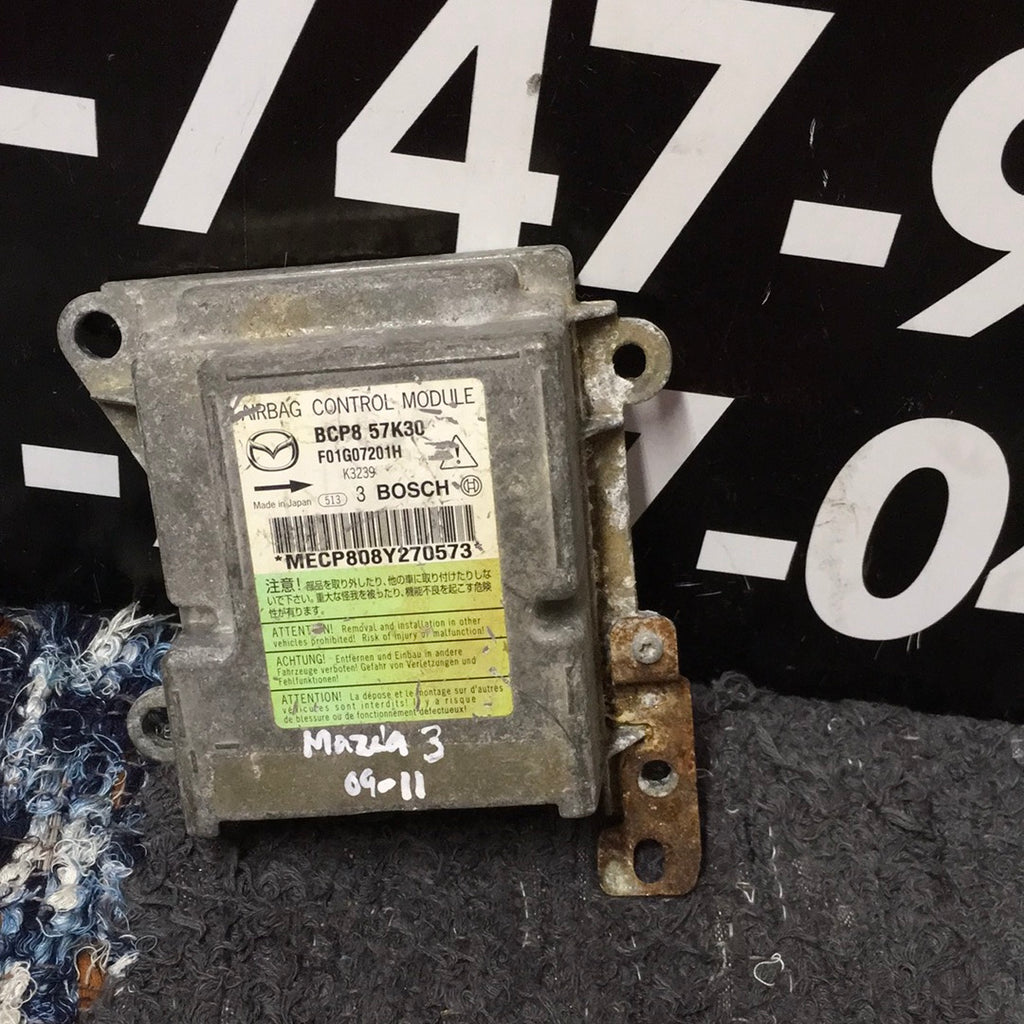 -747-9
-7-02
AIRBAG CONTROL MODULE
BCP8 57K30
F01G07201H
K3239
Made in Japan 513 3 BOSCH
*MECP808Y270573*
注意! 部品を取り外したり、他の車に取り付けたりしな
いで下さい。重大な怪我を被ったり、機能不良を起こす危険
性が有ります。
ATTENTION! Removal and installation in other
vehicles prohibited! Risk of injury or malfunction!
ACHTUNG! Entfernen und Einbau in andere
Fahrzeuge verboten! Gefahr von Verletzungen und
Fehlfunktionen!
ATTENTION! La dépose et le montage sur d'autres
véhicules sont interdits! Il y a risque
de blessure ou de fonctionnement défectueux!
Mazda 3
09-11